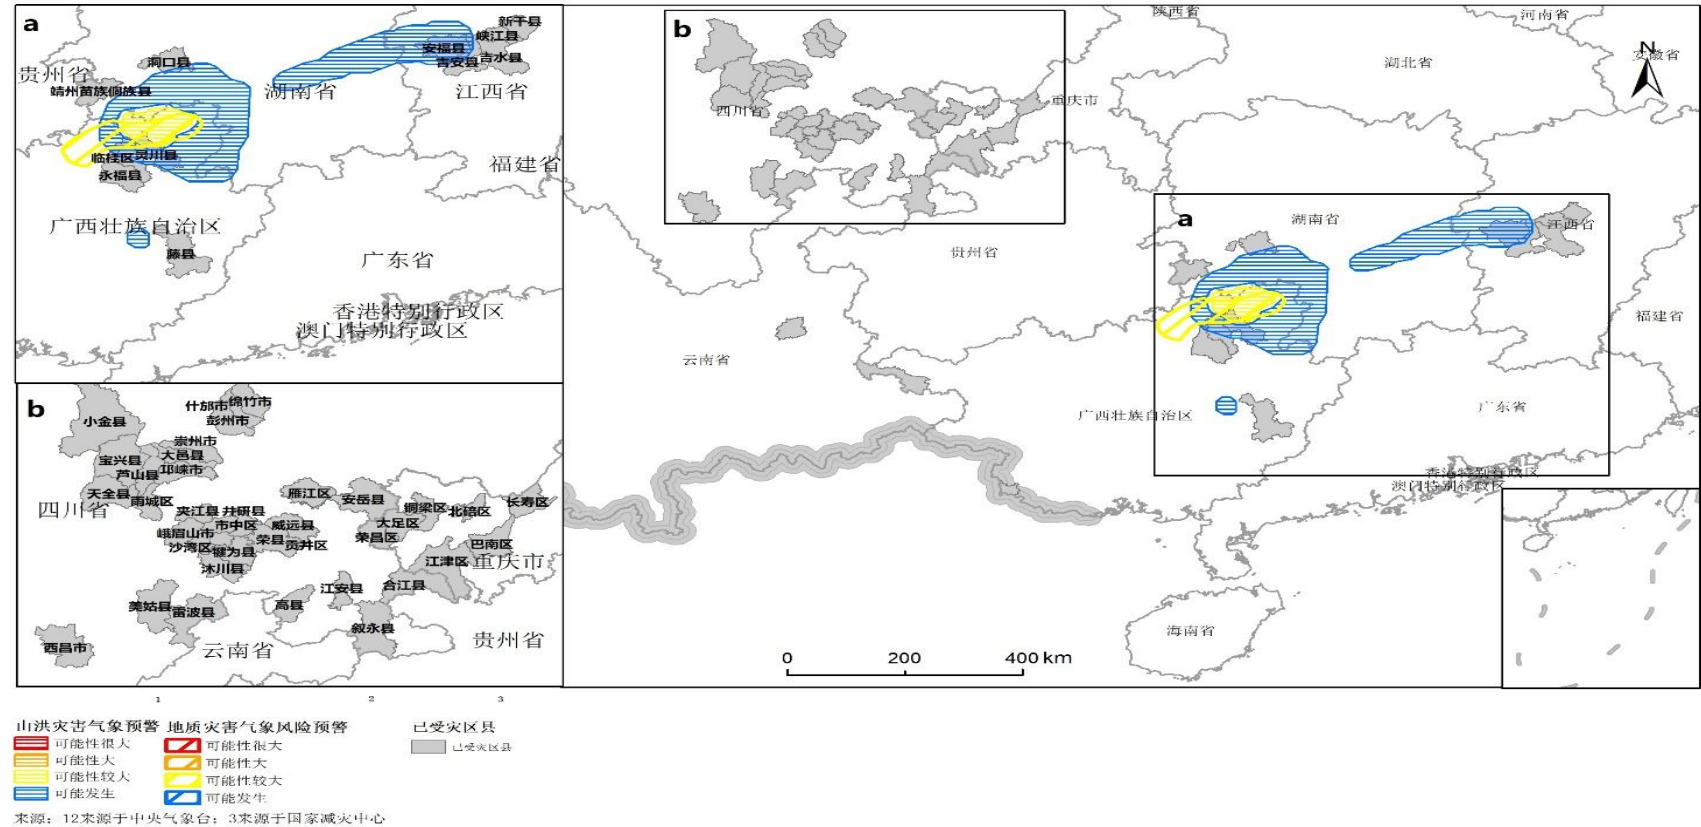 a
新干县
峡江县
安福县
吉水县
吉安县
洞口县
贵州省
靖州苗族侗族县
湖南省
江西省
临桂区
灵川县
永福县
福建省
广西壮族自治区
藤县
广东省
香港特别行政区
澳门特别行政区
b
小金县
什邡市
绵竹市
彭州市
崇州市
大邑县
宝兴县
芦山县
邛崃市
天全县
雨城区
四川省
雁江区
安岳县
铜梁区
北碚区
长寿区
夹江县
井研县
市中区
威远县
大足区
峨眉山市
荣县
贡井区
荣昌区
沙湾区
犍为县
沐川县
巴南区
江津区
重庆市
江安县
合江县
美姑县
雷波县
高县
叙永县
西昌市
云南省
贵州省
b
四川省
重庆市
陕西省
河南省
湖北省
安徽省
N
a
湖南省
江西省
贵州省
福建省
云南省
广西壮族自治区
广东省
香港特别行政区
澳门特别行政区
海南省
0 200 400 km
1 2 3
山洪灾害气象预警 地质灾害气象风险预警 已受灾区县
可能性很大 可能性很大 已受灾区县
可能性大 可能性大
可能性较大 可能性较大
可能发生 可能发生
来源：12来源于中央气象台；3来源于国家减灾中心